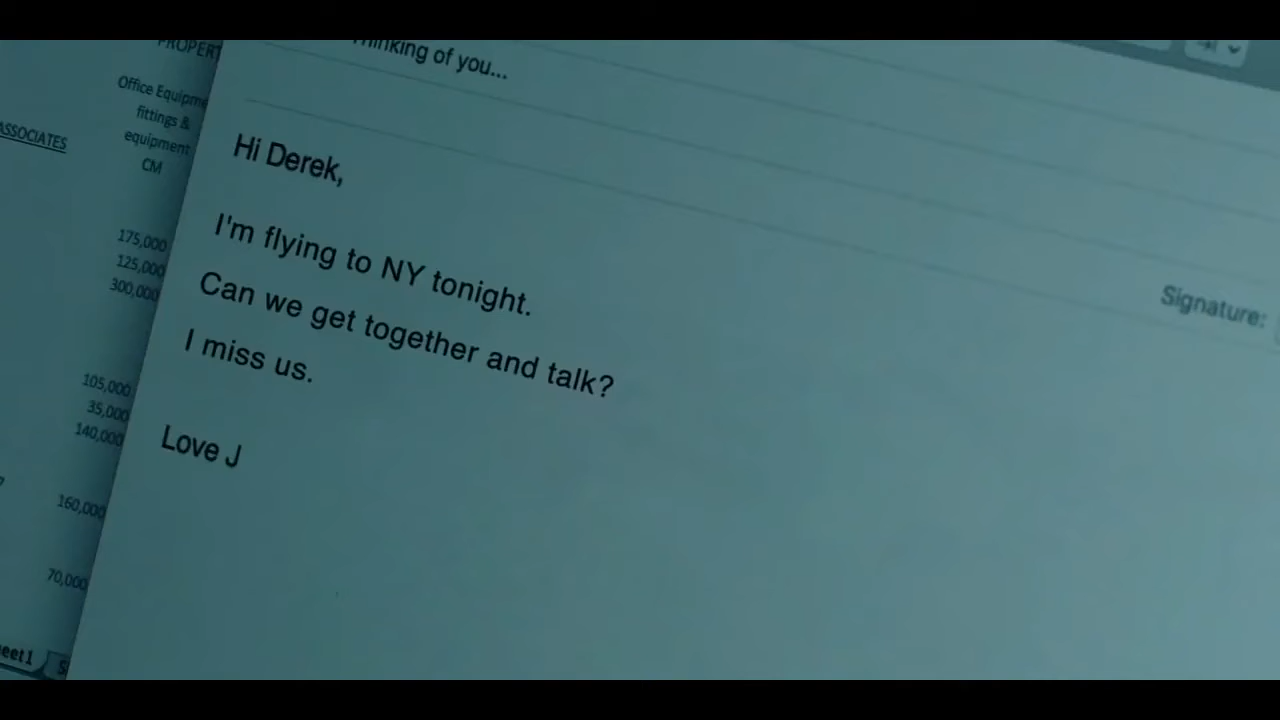 Thinking of you...
Hi Derek,
I'm flying to NY tonight.
Can we get together and talk?
I miss us.
Love J
Signature:
ASSOCIATES
Office Equipme
fittings &
equipment
CM
175,000
125,000
300,000
105,000
35,000
140,000
160,000
70,000
eet1